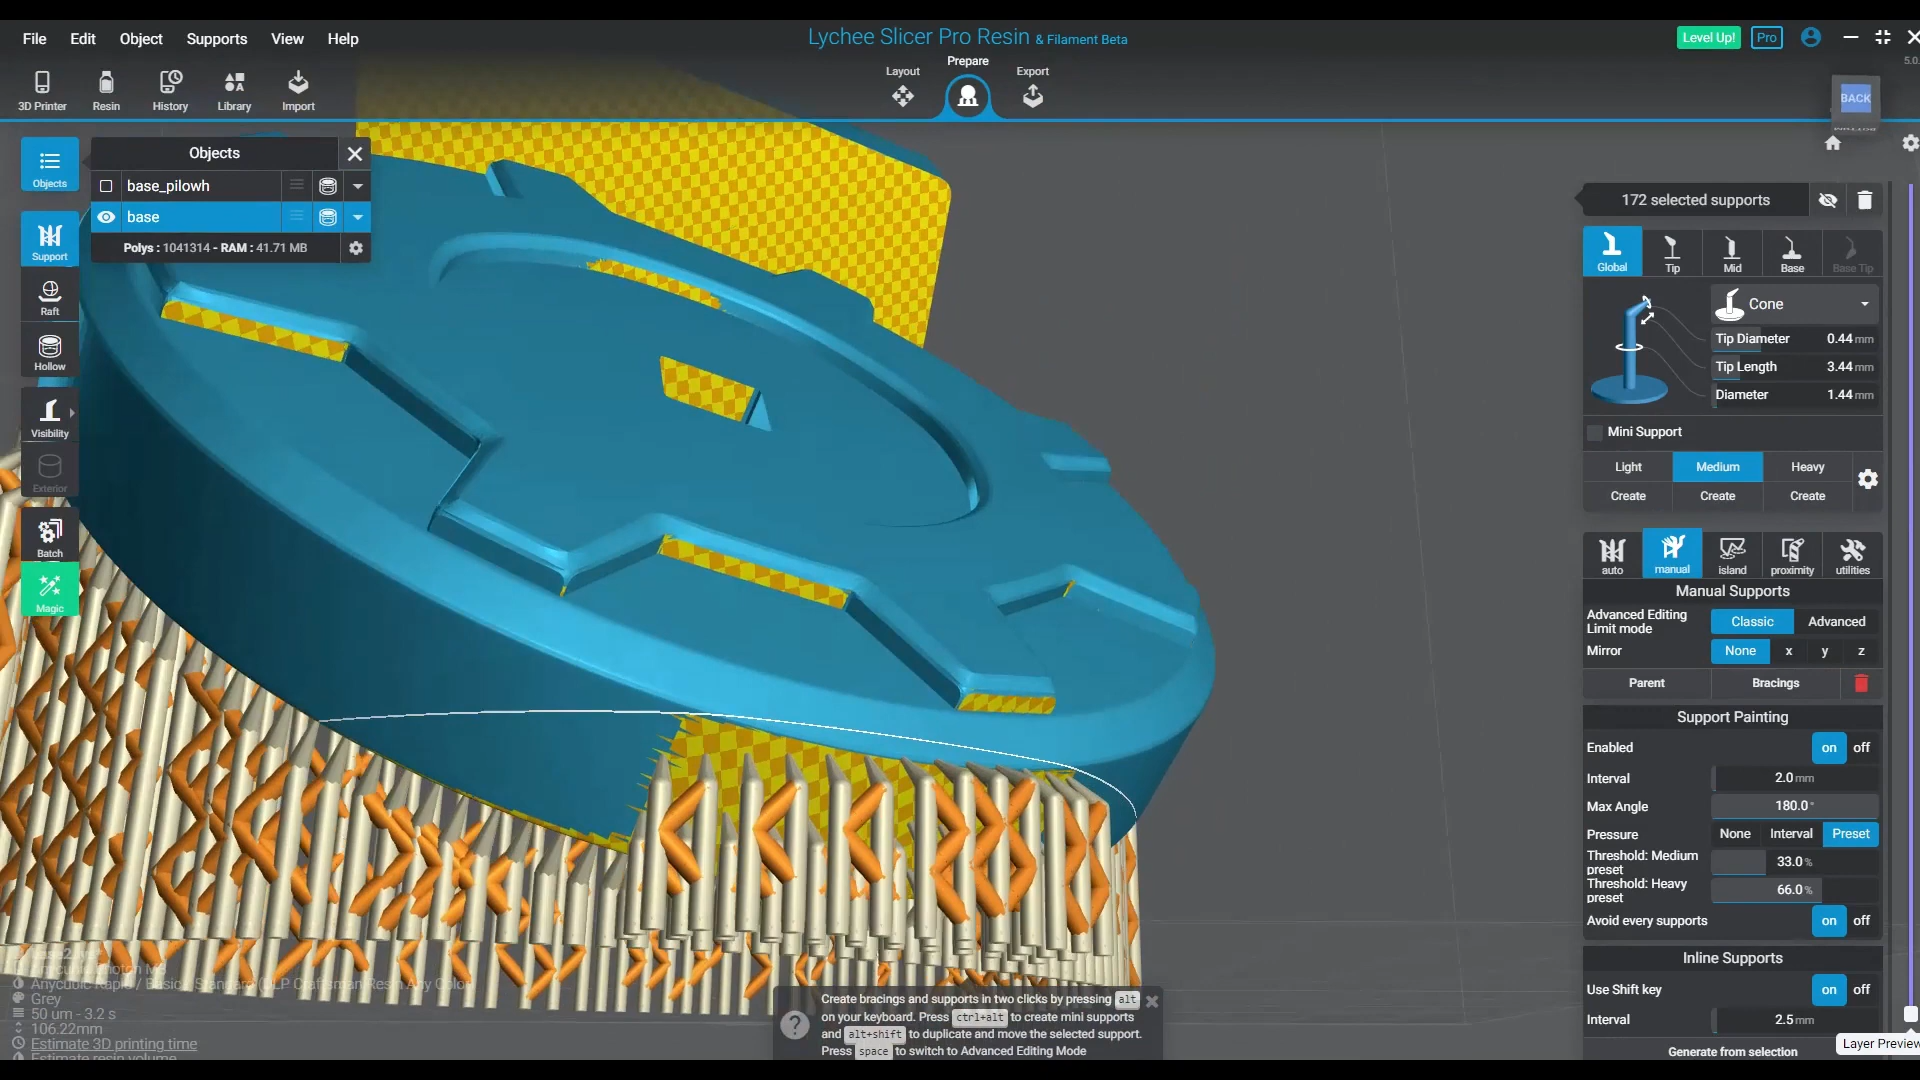 File Edit Object Supports View Help
Lychee Slicer Pro Resin & Filament Beta
Level Up! Pro
5.0.
3D Printer Resin History Library Import
Layout Prepare Export
BACK
Objects
Objects
base_pilowh
base
Polys : 1041314 - RAM : 41.71 MB
Support
Raft
Hollow
Visibility
Exterior
Batch
Magic
172 selected supports
Global Tip Mid Base Base Tip
Cone
Tip Diameter 0.44 mm
Tip Length 3.44 mm
Diameter 1.44 mm
Mini Support
Light Medium Heavy
Create Create Create
auto manual island proximity utilities
Manual Supports
Advanced Editing
Limit mode
Classic Advanced
Mirror None x y z
Parent Bracings
Support Painting
Enabled on off
Interval 2.0 mm
Max Angle 180.0 °
Pressure None Interval Preset
Threshold: Medium
preset
33.0 %
Threshold: Heavy
preset
66.0 %
Avoid every supports on off
Inline Supports
Use Shift key on off
Interval 2.5 mm
Layer Preview
Generate from selection
Grey
50 um - 3.2 s
106.22mm
Estimate 3D printing time
Estimate resin volume
Create bracings and supports in two clicks by pressing alt
on your keyboard. Press ctrl+alt to create mini supports
and alt+shift to duplicate and move the selected support.
Press space to switch to Advanced Editing Mode